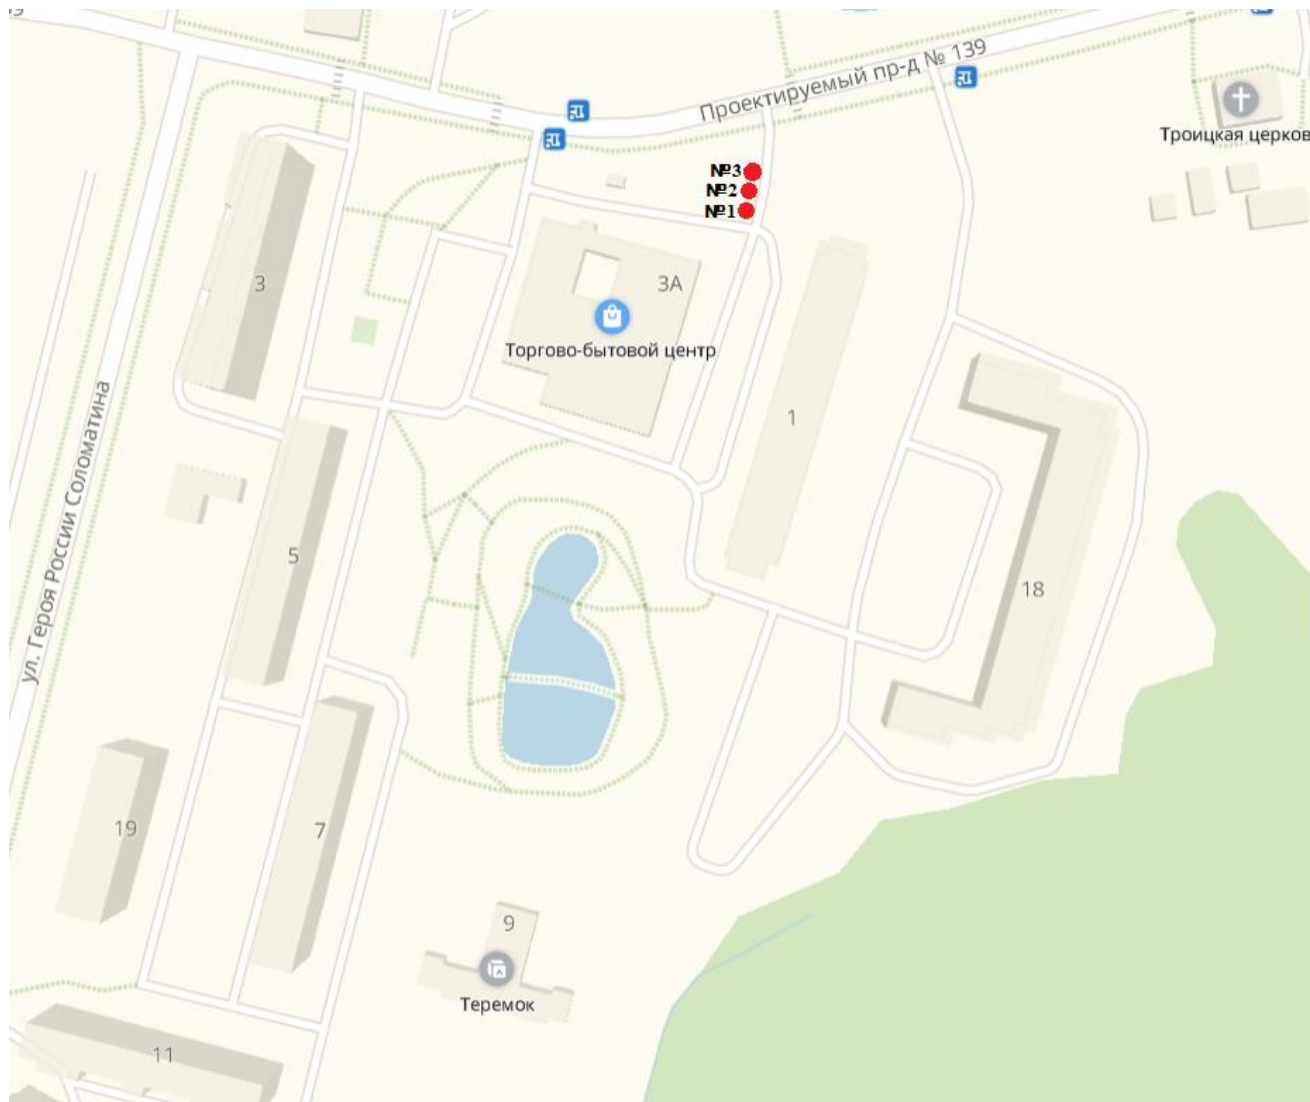 Проектируемый пр-д № 139
Троицкая церков
№3
№2
№1
3
3А
Торгово-бытовой центр
1
ул. Героя России Соломатина
5
18
19
7
9
Теремок
11